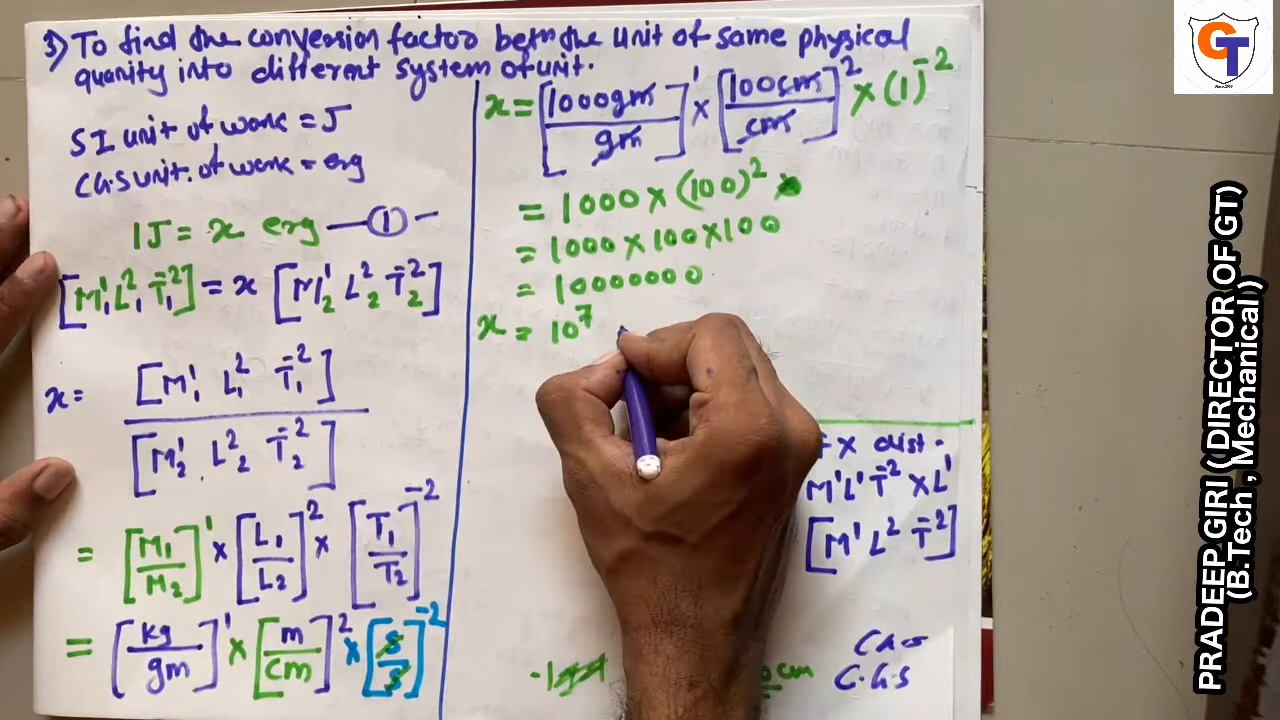 3) To find the conversion factor betn the unit of same physical
quanity into different system of unit.
SI unit of work = J
CGS unit of work = erg
1J = x erg — ① –
[M₁¹ L₁² T₁⁻²] = x [M₂¹ L₂² T₂⁻²]
x = [M₁¹ L₁² T₁⁻²] / [M₂¹ L₂² T₂⁻²]
= [M₁/M₂]¹ × [L₁/L₂]² × [T₁/T₂]⁻²
= [kg/gm]¹ × [m/cm]² × [s/s]⁻²
x = [1000gm/gm]¹ × [100cm/cm]² × (1)⁻²
= 1000 × (100)²
= 1000 × 100 × 100
= 10000000
x = 10⁷
× dist.
M¹L¹T⁻² × L¹
[M¹ L² T⁻²]
cm
C.G.S
GT
PRADEEP GIRI ( DIRECTOR OF GT)
(B.Tech , Mechanical )